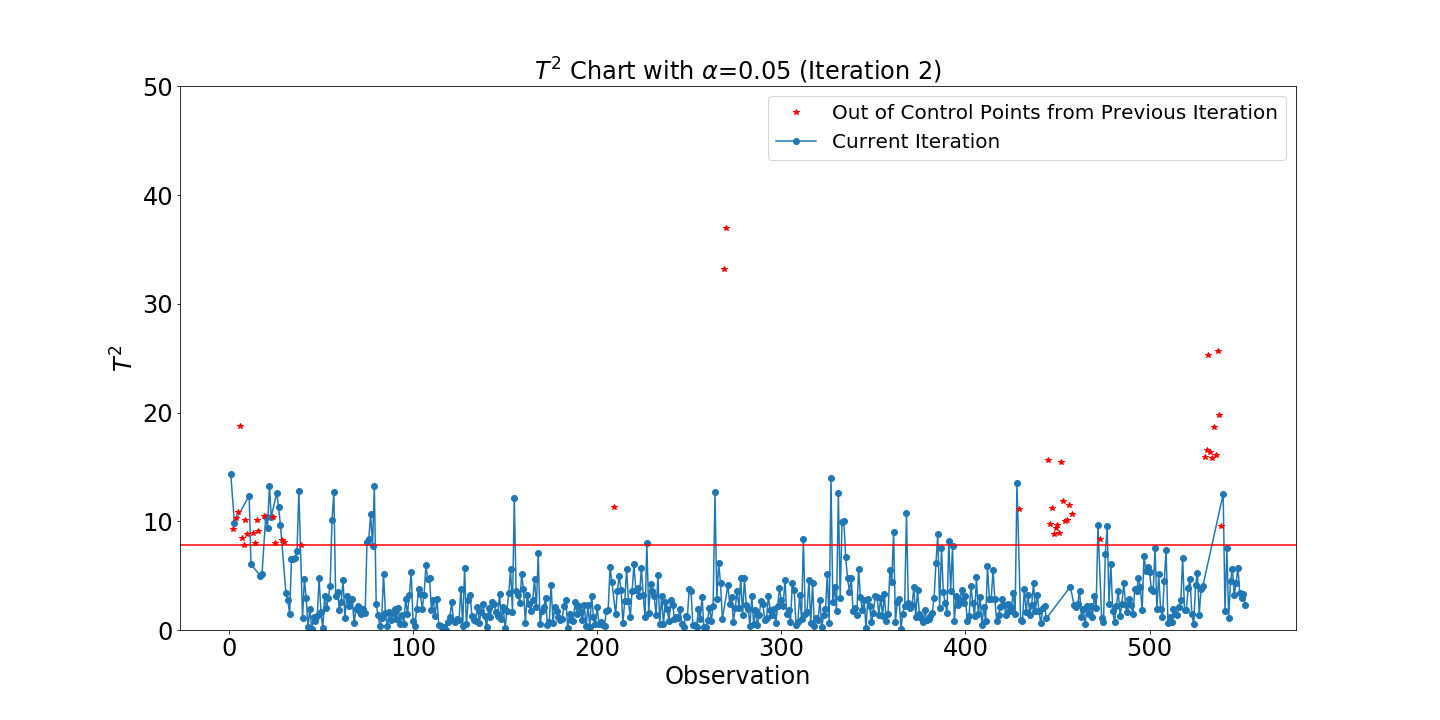 T² Chart with α=0.05 (Iteration 2)
Out of Control Points from Previous Iteration
Current Iteration
50
40
30
20
10
0
T²
0 100 200 300 400 500
Observation